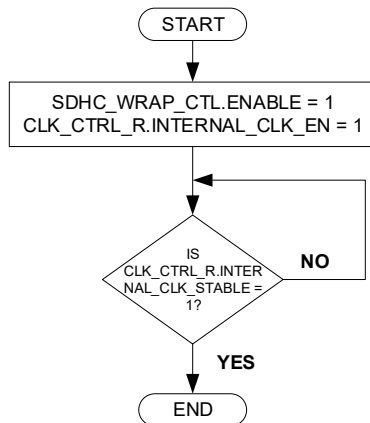 START
SDHC_WRAP_CTL.ENABLE = 1
CLK_CTRL_R.INTERNAL_CLK_EN = 1
IS
CLK_CTRL_R.INTER
NAL_CLK_STABLE =
1?
NO
YES
END